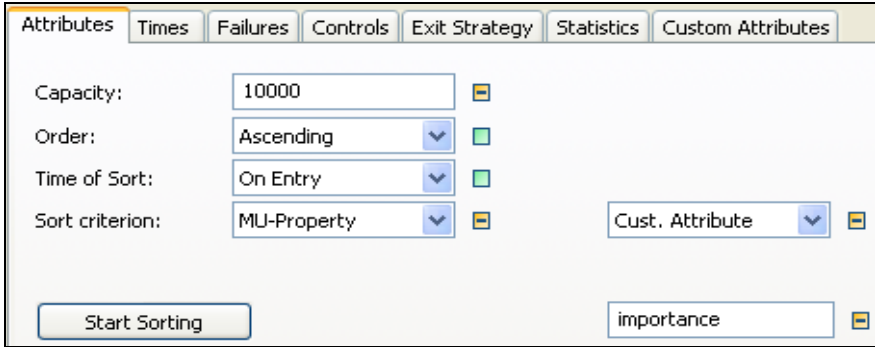 Attributes Times Failures Controls Exit Strategy Statistics Custom Attributes
Capacity: 10000
Order: Ascending
Time of Sort: On Entry
Sort criterion: MU-Property Cust. Attribute
Start Sorting importance